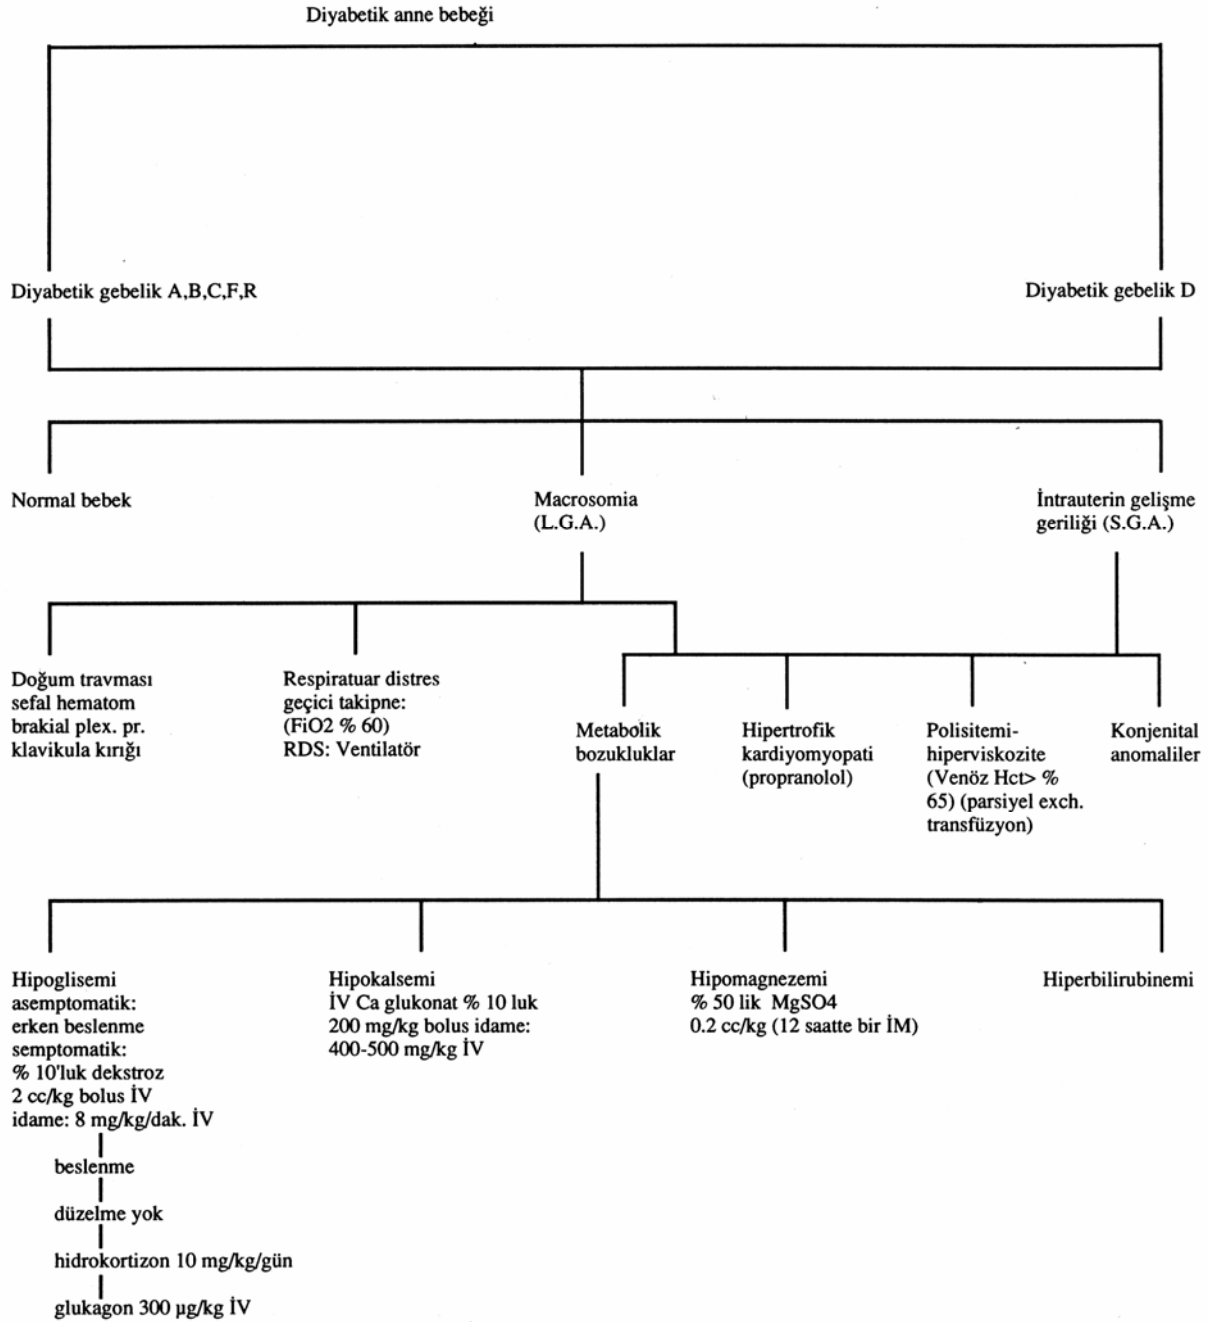 Diyabetik anne bebeği
Diyabetik gebelik A,B,C,F,R
Diyabetik gebelik D
Normal bebek
Macrosomia
(L.G.A.)
İntrauterin gelişme
geriliği (S.G.A.)
Doğum travması
sefal hematom
brakial plex. pr.
klavikula kırığı
Respiratuar distres
geçici takipne:
(FiO2 % 60)
RDS: Ventilatör
Metabolik
bozukluklar
Hipertrofik
kardiyomyopati
(propranolol)
Polisitemi-
hiperviskozite
(Venöz Hct> %
65) (parsiyel exch.
transfüzyon)
Konjenital
anomaliler
Hipoglisemi
asemptomatik:
erken beslenme
semptomatik:
% 10'luk dekstroz
2 cc/kg bolus İV
idame: 8 mg/kg/dak. İV
beslenme
düzelme yok
hidrokortizon 10 mg/kg/gün
glukagon 300 µg/kg İV
Hipokalsemi
İV Ca glukonat % 10 luk
200 mg/kg bolus idame:
400-500 mg/kg İV
Hipomagnezemi
% 50 lik MgSO4
0.2 cc/kg (12 saatte bir İM)
Hiperbilirubinemi